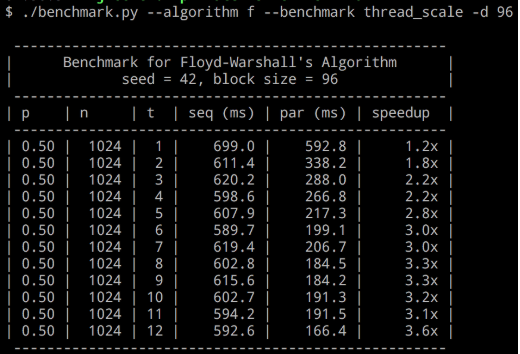 $ ./benchmark.py --algorithm f --benchmark thread_scale -d 96
-----------------------------------------------------
| Benchmark for Floyd-Warshall's Algorithm |
| seed = 42, block size = 96 |
-----------------------------------------------------
| p | n | t | seq (ms) | par (ms) | speedup |
-----------------------------------------------------
| 0.50 | 1024 | 1 | 699.0 | 592.8 | 1.2x |
| 0.50 | 1024 | 2 | 611.4 | 338.2 | 1.8x |
| 0.50 | 1024 | 3 | 620.2 | 288.0 | 2.2x |
| 0.50 | 1024 | 4 | 598.6 | 266.8 | 2.2x |
| 0.50 | 1024 | 5 | 607.9 | 217.3 | 2.8x |
| 0.50 | 1024 | 6 | 589.7 | 199.1 | 3.0x |
| 0.50 | 1024 | 7 | 619.4 | 206.7 | 3.0x |
| 0.50 | 1024 | 8 | 602.8 | 184.5 | 3.3x |
| 0.50 | 1024 | 9 | 615.6 | 184.2 | 3.3x |
| 0.50 | 1024 | 10 | 602.7 | 191.3 | 3.2x |
| 0.50 | 1024 | 11 | 594.2 | 191.5 | 3.1x |
| 0.50 | 1024 | 12 | 592.6 | 166.4 | 3.6x |
-----------------------------------------------------